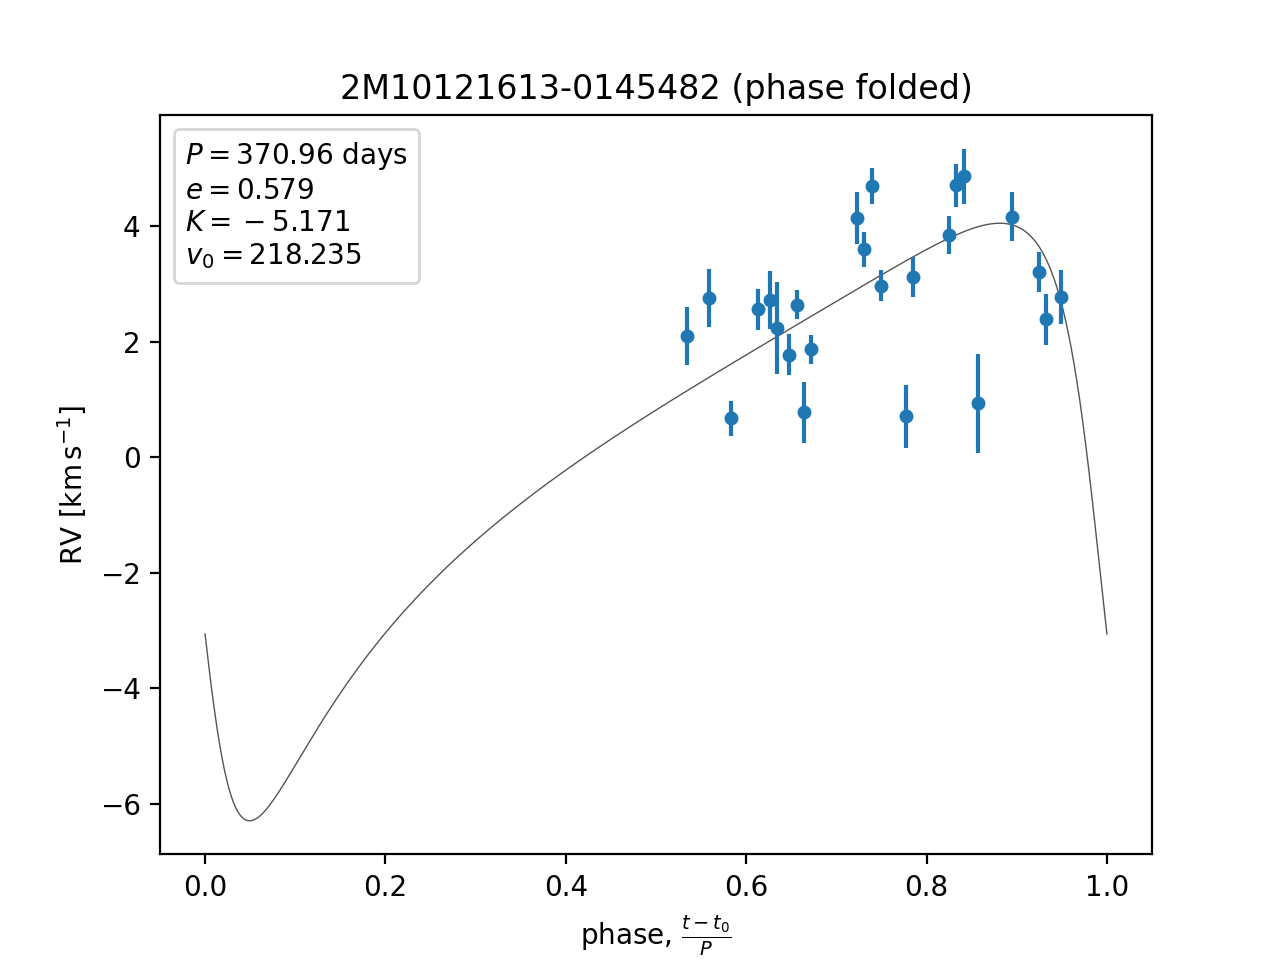 2M10121613-0145482 (phase folded)
P = 370.96 days
e = 0.579
K = −5.171
v₀ = 218.235
RV [km s⁻¹]
4
2
0
−2
−4
−6
0.0 0.2 0.4 0.6 0.8 1.0
phase, (t − t₀)/P